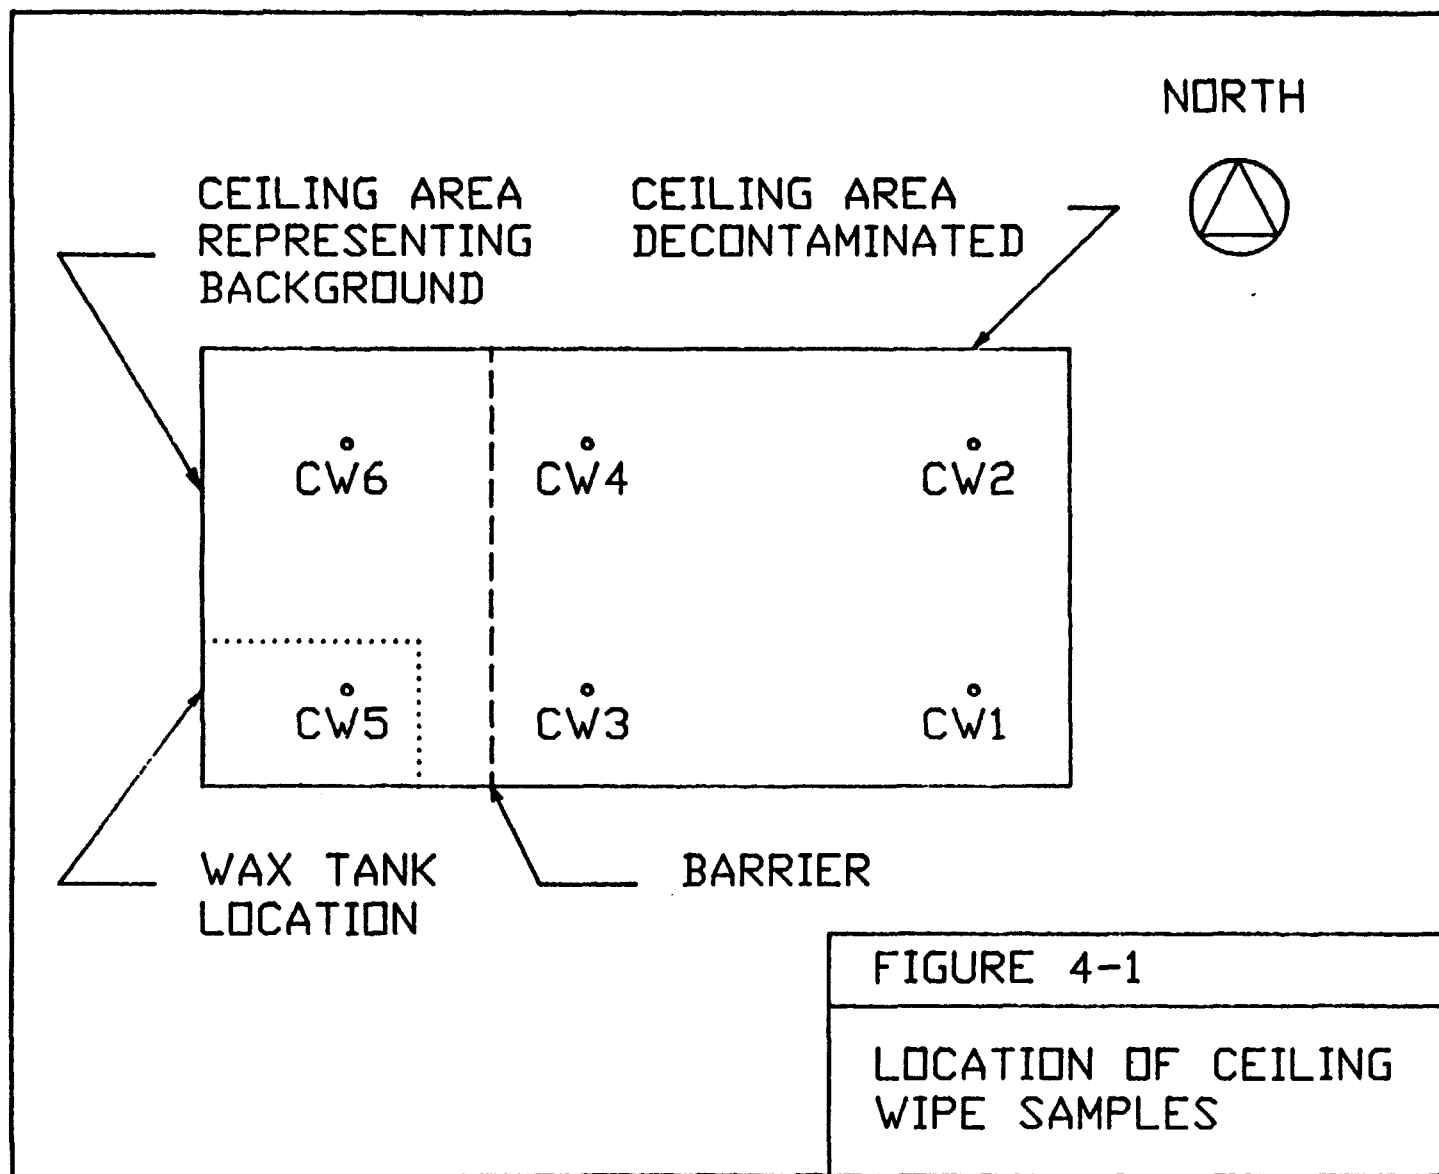 NORTH
CEILING AREA
REPRESENTING
BACKGROUND
CEILING AREA
DECONTAMINATED
CW6
CW4
CW2
CW5
CW3
CW1
WAX TANK
LOCATION
BARRIER
FIGURE 4-1
LOCATION OF CEILING
WIPE SAMPLES